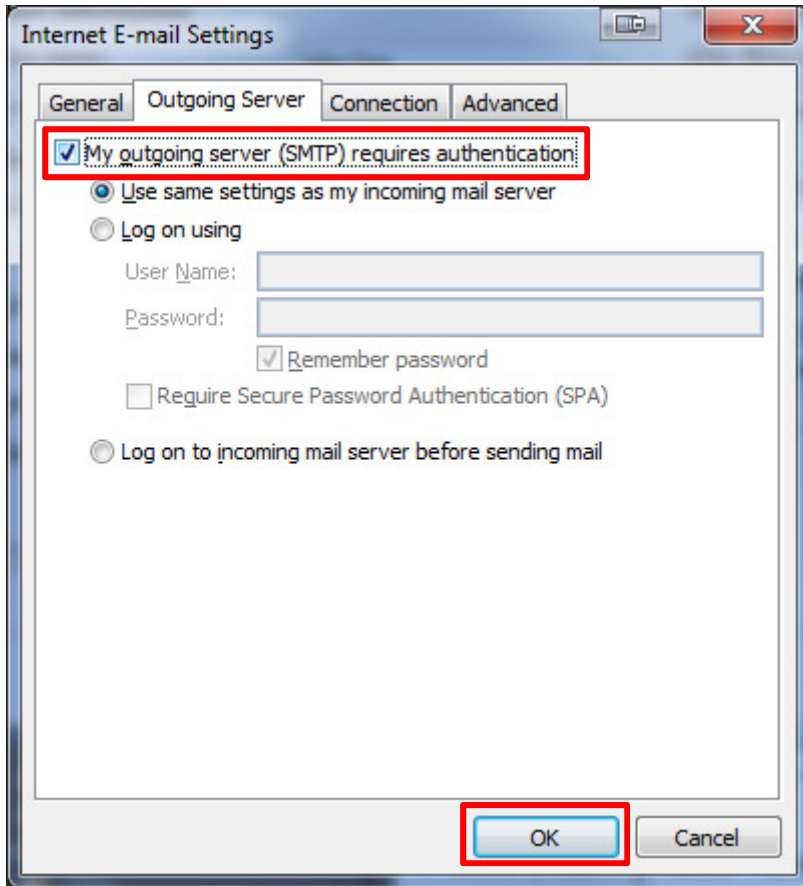 Internet E-mail Settings
General Outgoing Server Connection Advanced
My outgoing server (SMTP) requires authentication
Use same settings as my incoming mail server
Log on using
User Name:
Password:
Remember password
Require Secure Password Authentication (SPA)
Log on to incoming mail server before sending mail
OK Cancel